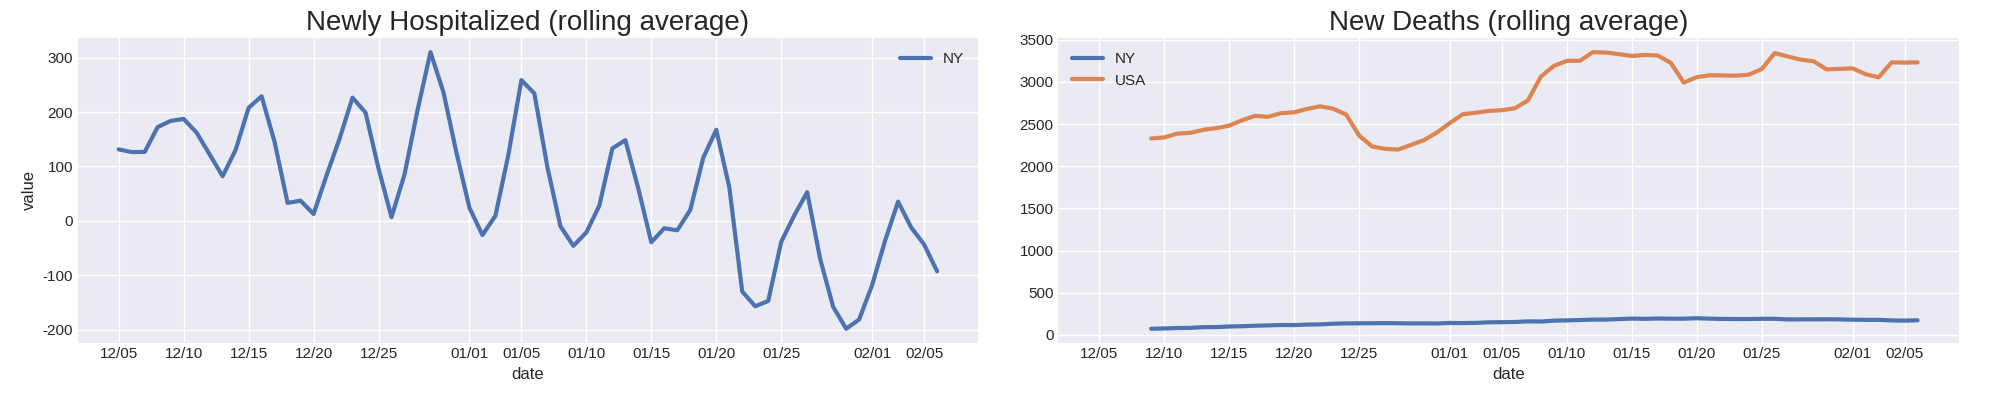 Newly Hospitalized (rolling average)
300
200
100
0
-100
-200
value
NY
12/05 12/10 12/15 12/20 12/25 01/01 01/05 01/10 01/15 01/20 01/25 02/01 02/05
date
New Deaths (rolling average)
3500
3000
2500
2000
1500
1000
500
0
NY
USA
12/05 12/10 12/15 12/20 12/25 01/01 01/05 01/10 01/15 01/20 01/25 02/01 02/05
date